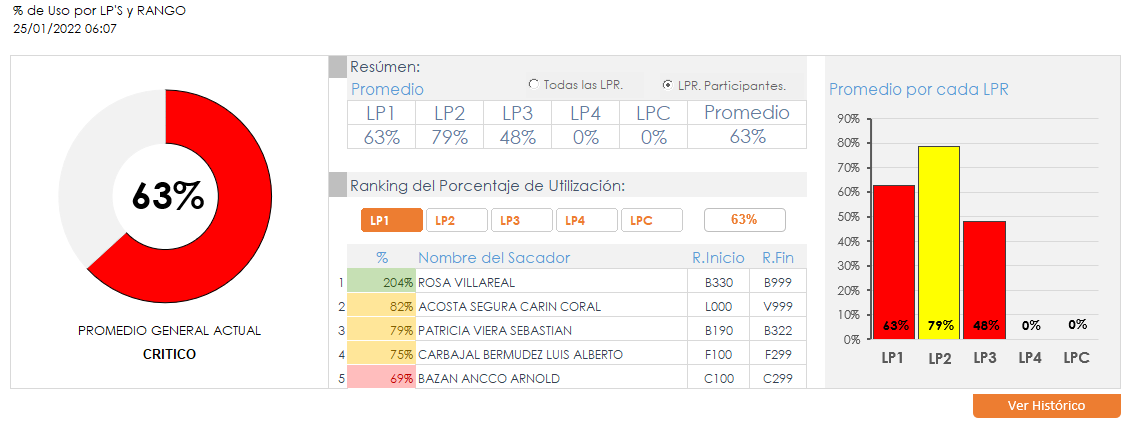 % de Uso por LP'S y RANGO
25/01/2022 06:07
63%
PROMEDIO GENERAL ACTUAL
CRITICO
Resúmen:
Promedio
Todas las LPR.
LPR. Participantes.
LP1 LP2 LP3 LP4 LPC Promedio
63% 79% 48% 0% 0% 63%
Ranking del Porcentaje de Utilización:
LP1 LP2 LP3 LP4 LPC 63%
% Nombre del Sacador R.Inicio R.Fin
1 204% ROSA VILLAREAL B330 B999
2 82% ACOSTA SEGURA CARIN CORAL L000 V999
3 79% PATRICIA VIERA SEBASTIAN B190 B322
4 75% CARBAJAL BERMUDEZ LUIS ALBERTO F100 F299
5 69% BAZAN ANCCO ARNOLD C100 C299
Promedio por cada LPR
90%
80%
70%
60%
50%
40%
30%
20%
10%
0%
63% 79% 48% 0% 0%
LP1 LP2 LP3 LP4 LPC
Ver Histórico